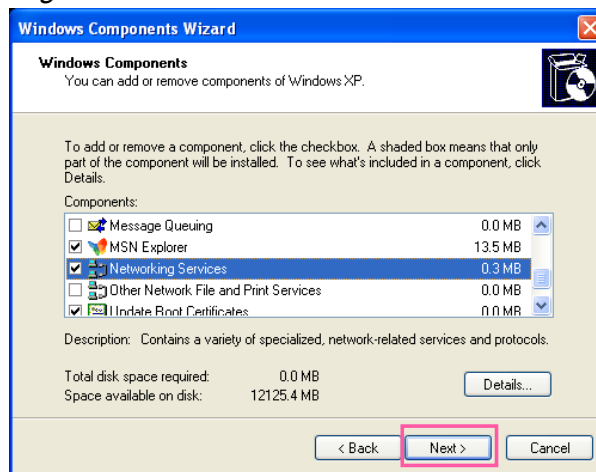 Windows Components Wizard
Windows Components
You can add or remove components of Windows XP.
To add or remove a component, click the checkbox. A shaded box means that only
part of the component will be installed. To see what's included in a component, click
Details.
Components:
Message Queuing 0.0 MB
MSN Explorer 13.5 MB
Networking Services 0.3 MB
Other Network File and Print Services 0.0 MB
Update Root Certificates 0.0 MB
Description: Contains a variety of specialized, network-related services and protocols.
Total disk space required: 0.0 MB
Space available on disk: 12125.4 MB
Details...
< Back Next > Cancel